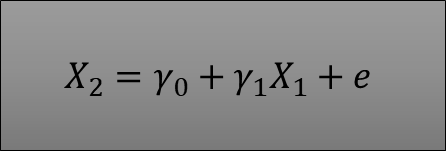 X₂ = γ₀ + γ₁X₁ + e